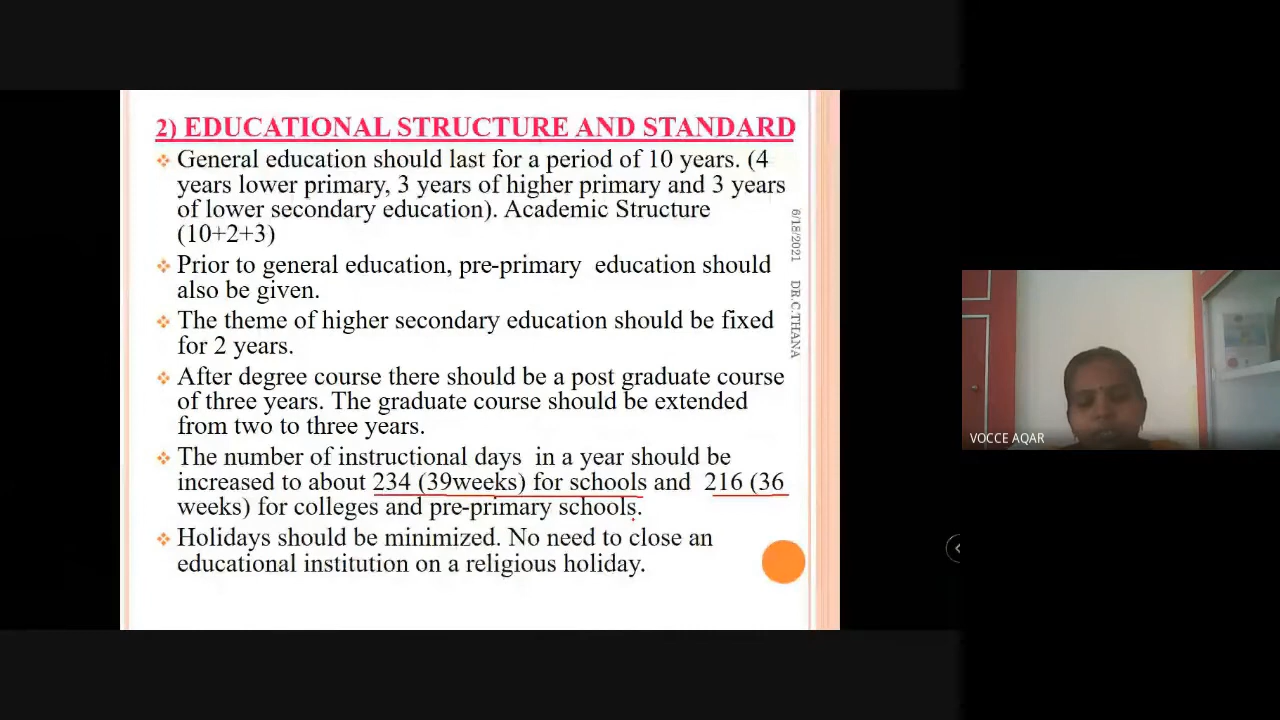 2) EDUCATIONAL STRUCTURE AND STANDARD
General education should last for a period of 10 years. (4
years lower primary, 3 years of higher primary and 3 years
of lower secondary education). Academic Structure
(10+2+3)
Prior to general education, pre-primary education should
also be given.
The theme of higher secondary education should be fixed
for 2 years.
After degree course there should be a post graduate course
of three years. The graduate course should be extended
from two to three years.
The number of instructional days in a year should be
increased to about 234 (39weeks) for schools and 216 (36
weeks) for colleges and pre-primary schools.
Holidays should be minimized. No need to close an
educational institution on a religious holiday.
6/18/2021 DR.C.THANA
VOCCE AQAR